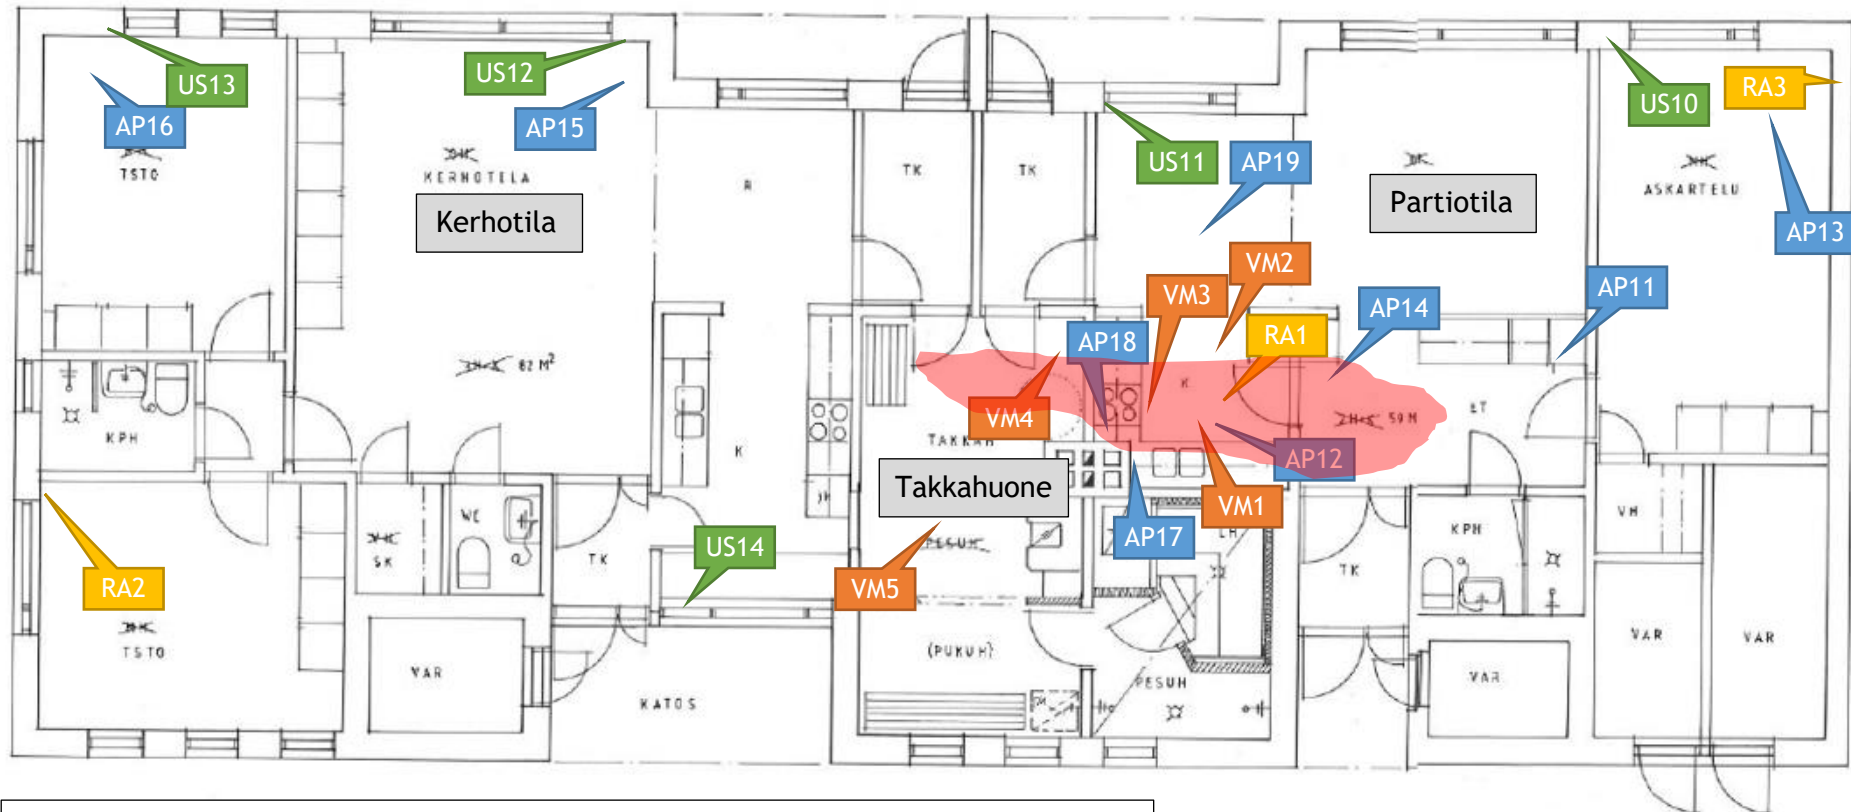 US13
US12
RA3
US10
AP16
AP15
US11
AP19
TSTO
KERHOTILA
R
TK
TK
ASKARTELU
Kerhotila
Partiotila
AP13
VM2
VM3
AP11
AP14
AP18
RA1
62 M²
K
VM4
59 M
ET
KPH
TAKKAH
K
AP12
Takkahuone
VM1
WC
SK
US14
PESUH
AP17
LH
KPH
VH
TK
TK
RA2
VM5
TSTO
(PUKUH)
VAR
VAR
VAR
VAR
PESUH
KATOS